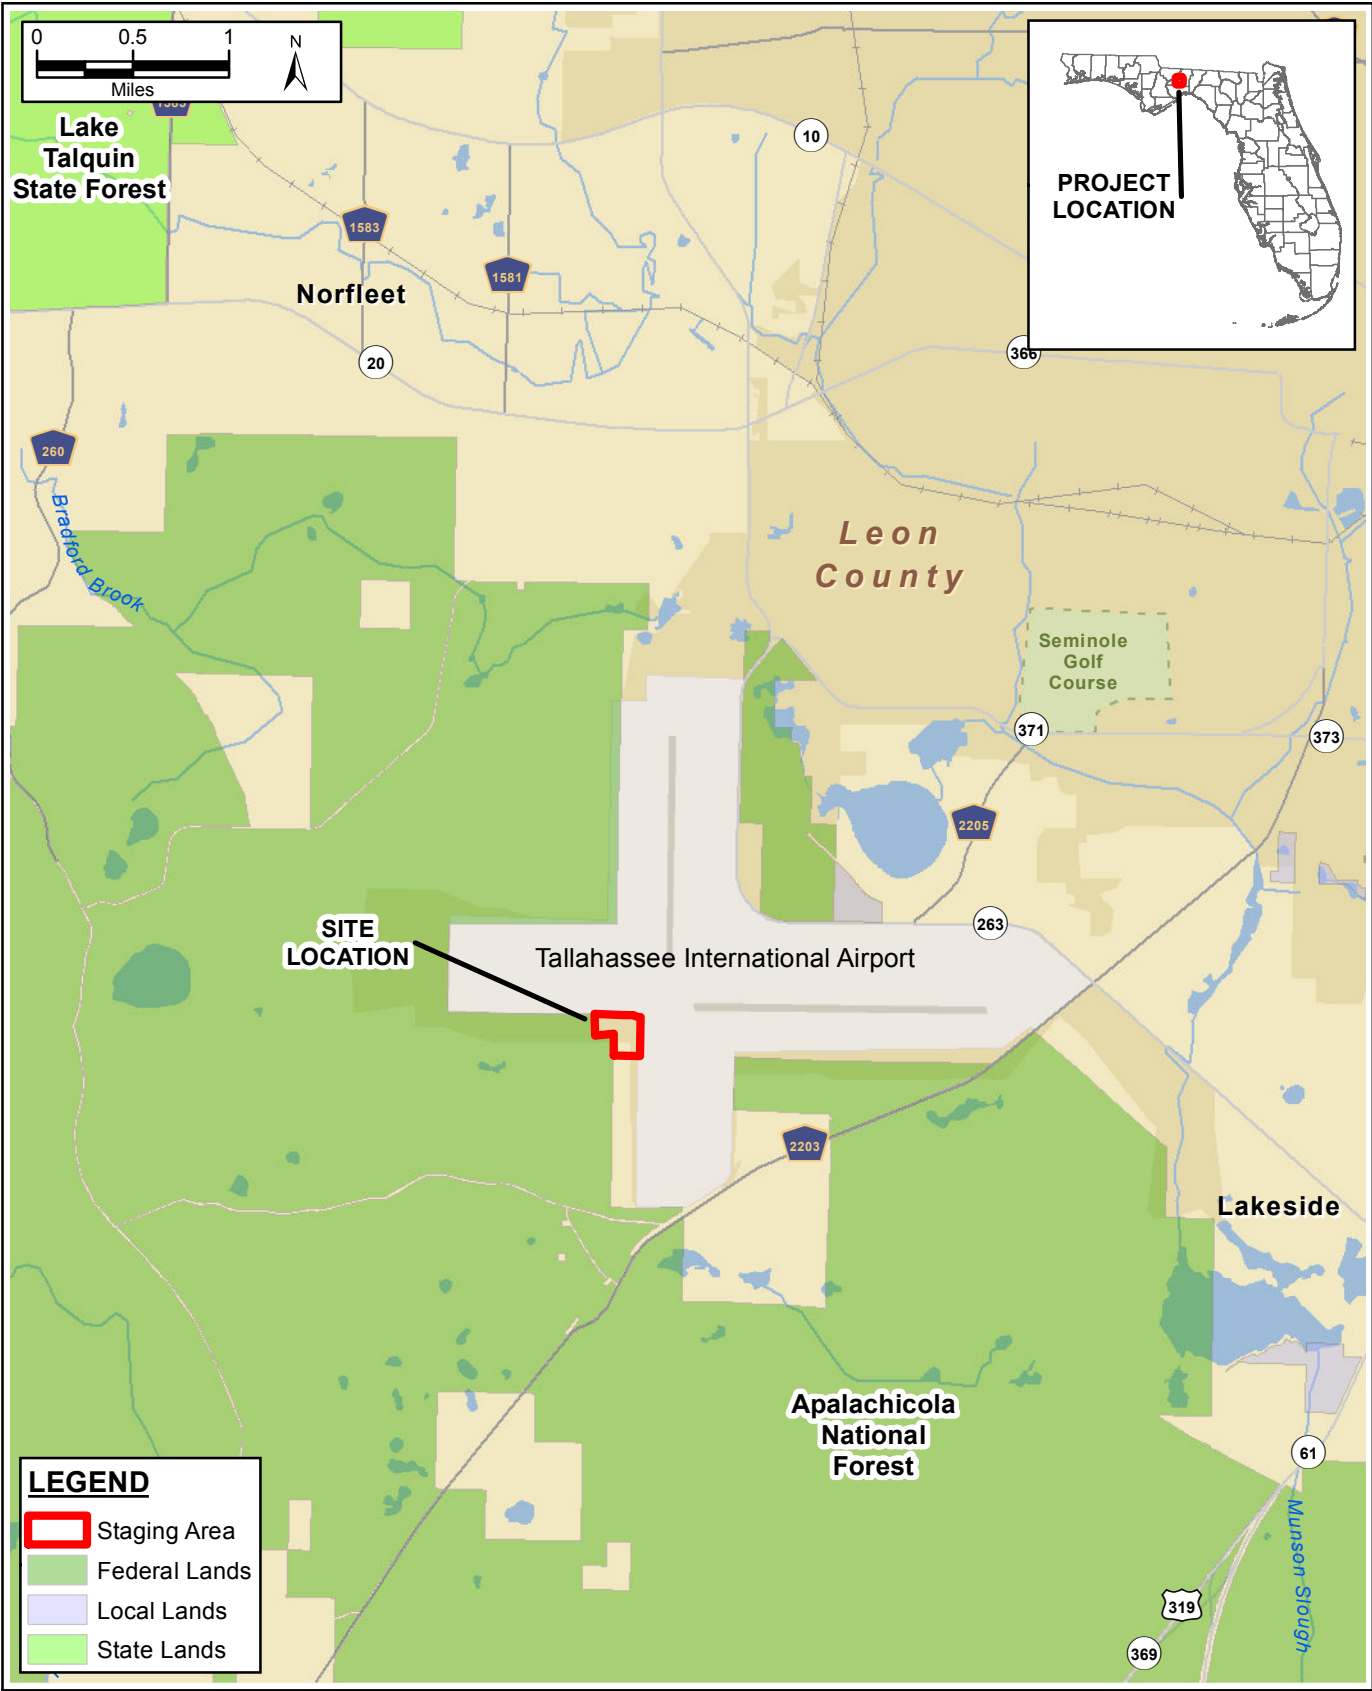 0 0.5 1
Miles
N
PROJECT
LOCATION
Lake
Talquin
State Forest
10
1583
1581
Norfleet
20
366
260
Bradford Brook
Leon
County
Seminole
Golf
Course
371
373
2205
SITE
LOCATION
263
Tallahassee International Airport
2203
Lakeside
Apalachicola
National
Forest
61
Munson Slough
319
369
LEGEND
Staging Area
Federal Lands
Local Lands
State Lands